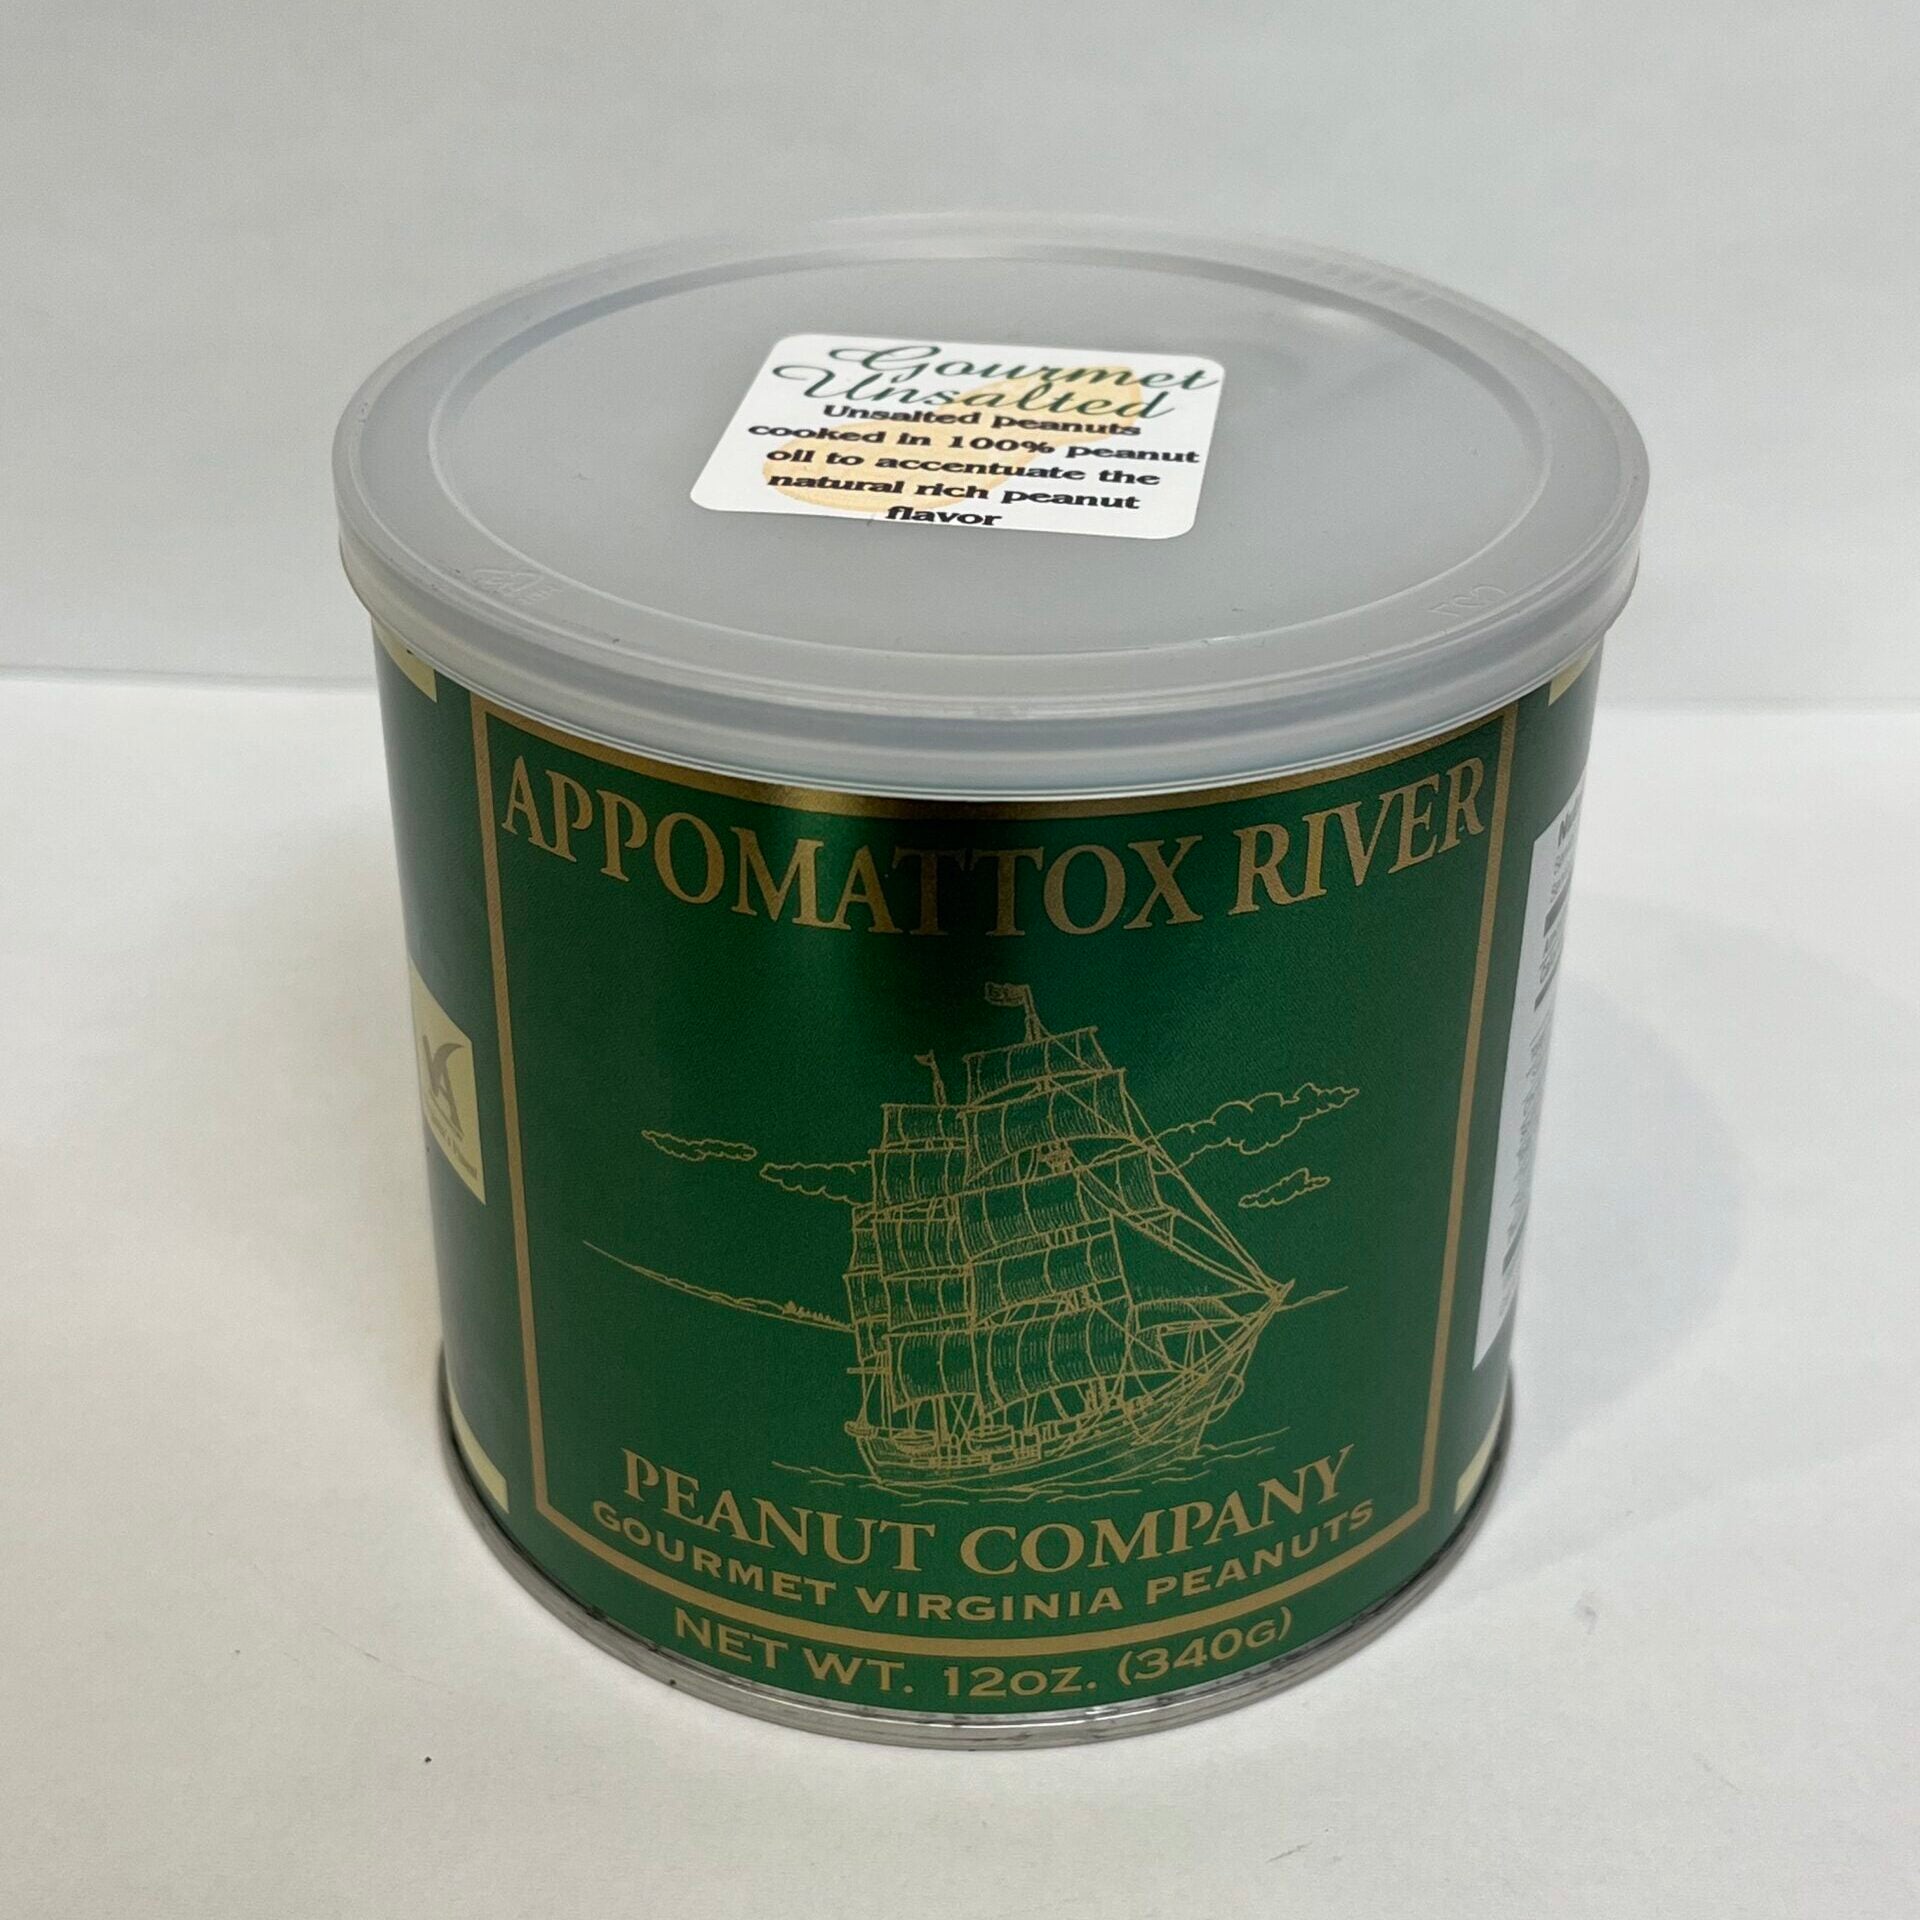 Gourmet
Unsalted
Unsalted peanuts
cooked in 100% peanut
oil to accentuate the
natural rich peanut
flavor
APPOMATTOX RIVER
VA
PEANUT COMPANY
GOURMET VIRGINIA PEANUTS
NET WT. 12OZ. (340G)